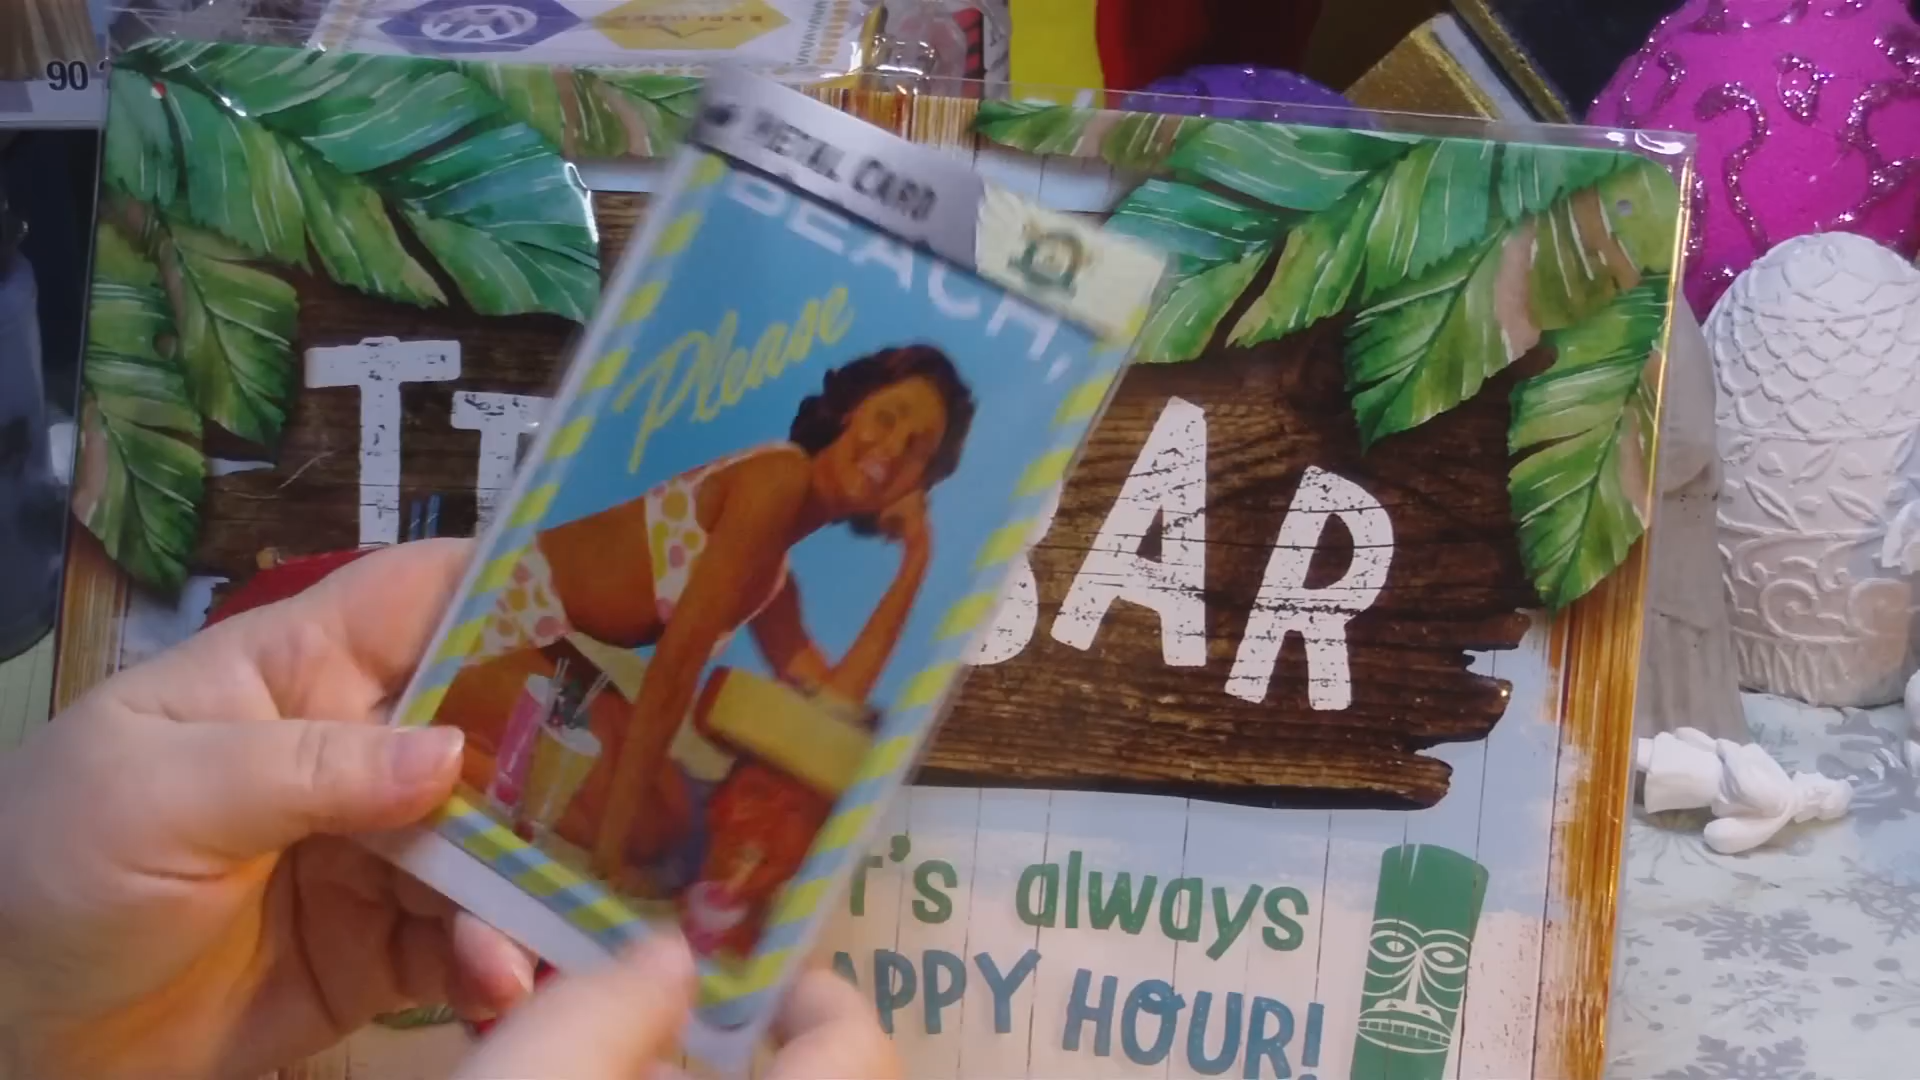 90
METAL CARD
BEACH,
Please
BAR
T's always
APPY HOUR!